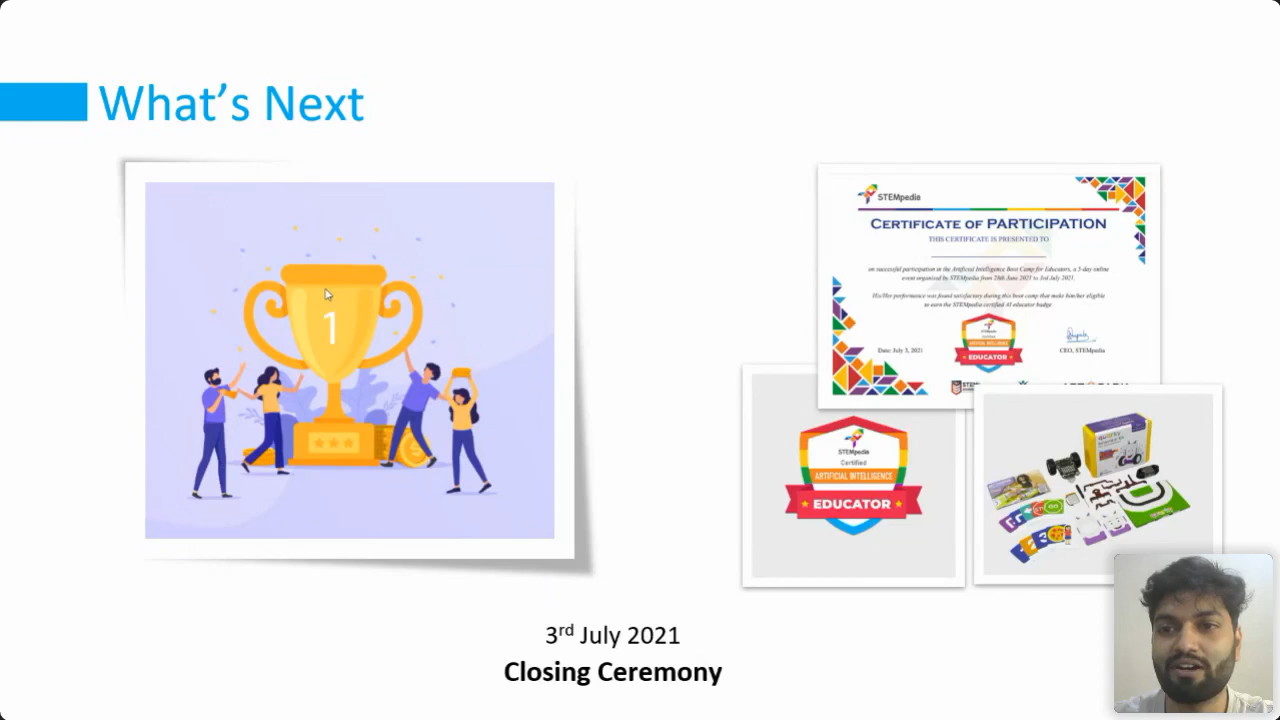 What's Next
1
STEMpedia
CERTIFICATE OF PARTICIPATION
THIS CERTIFICATE IS PRESENTED TO
on successful participation in the Artificial Intelligence Boot Camp for Educators, a 5-day online
event organised by STEMpedia from 28th June 2021 to 3rd July 2021.
His/Her performance was found satisfactory during this boot camp that make him/her eligible
to earn the STEMpedia certified AI educator badge.
EDUCATOR
Date: July 3, 2021
CEO, STEMpedia
STEMpedia
Certified
ARTIFICIAL INTELLIGENCE
EDUCATOR
3rd July 2021
Closing Ceremony